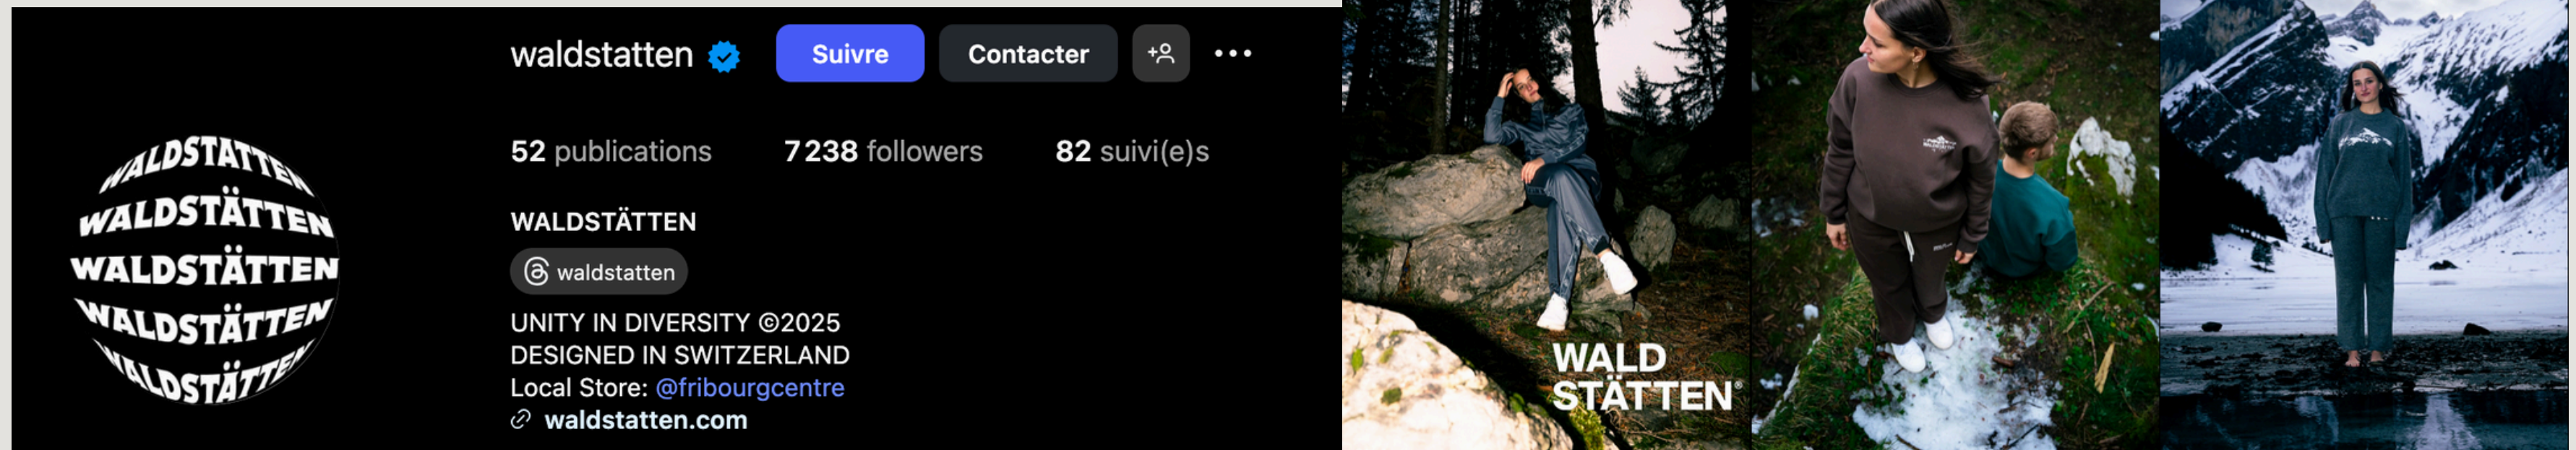 waldstatten
Suivre
Contacter
52 publications
7 238 followers
82 suivi(e)s
WALDSTÄTTEN
waldstatten
UNITY IN DIVERSITY ©2025
DESIGNED IN SWITZERLAND
Local Store: @fribourgcentre
waldstatten.com
WALDSTÄTTEN
WALDSTÄTTEN
WALDSTÄTTEN
WALDSTÄTTEN
WALDSTÄTTEN
WALD
STÄTTEN®